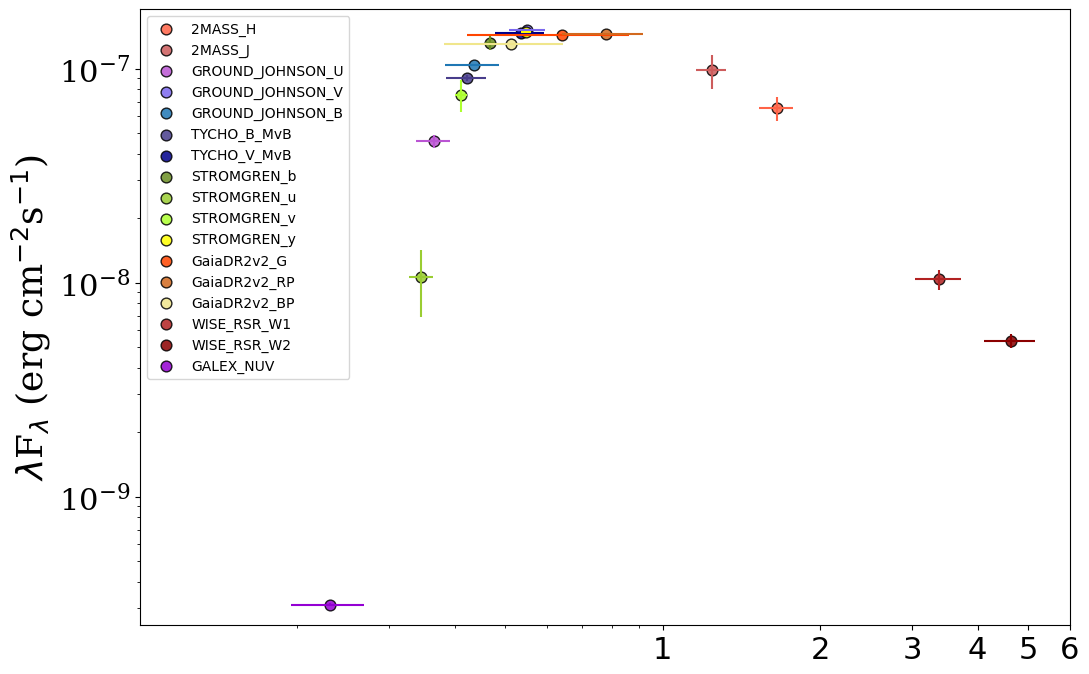 2MASS_H
2MASS_J
GROUND_JOHNSON_U
GROUND_JOHNSON_V
GROUND_JOHNSON_B
TYCHO_B_MvB
TYCHO_V_MvB
STROMGREN_b
STROMGREN_u
STROMGREN_v
STROMGREN_y
GaiaDR2v2_G
GaiaDR2v2_RP
GaiaDR2v2_BP
WISE_RSR_W1
WISE_RSR_W2
GALEX_NUV
λF_λ (erg cm⁻²s⁻¹)
10⁻⁷
10⁻⁸
10⁻⁹
1 2 3 4 5 6